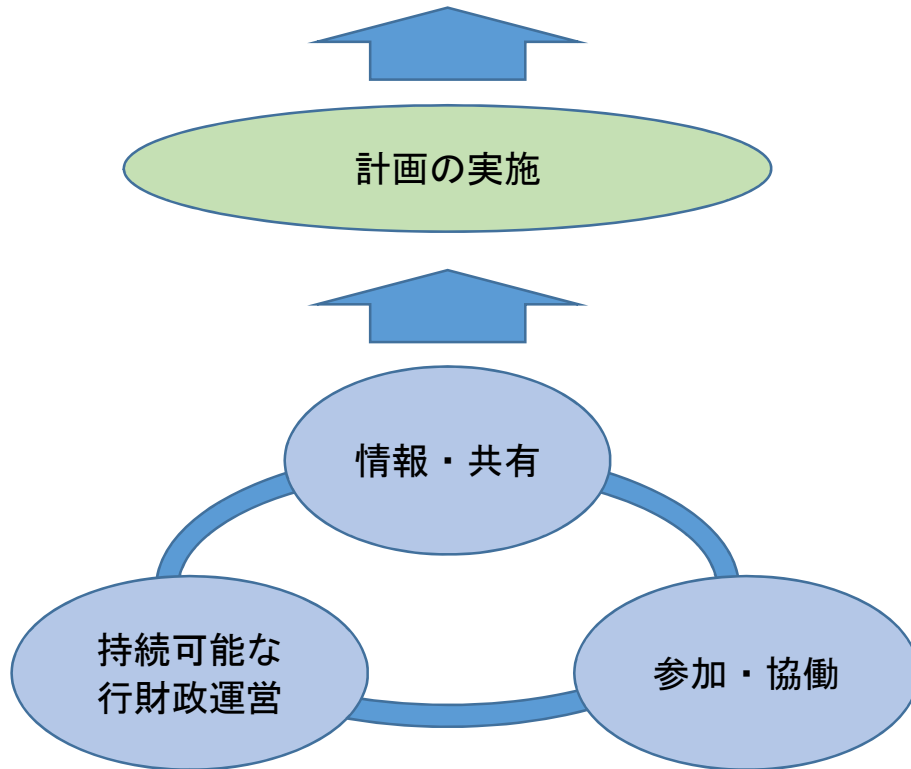 計画の実施
情報・共有
持続可能な
行財政運営
参加・協働